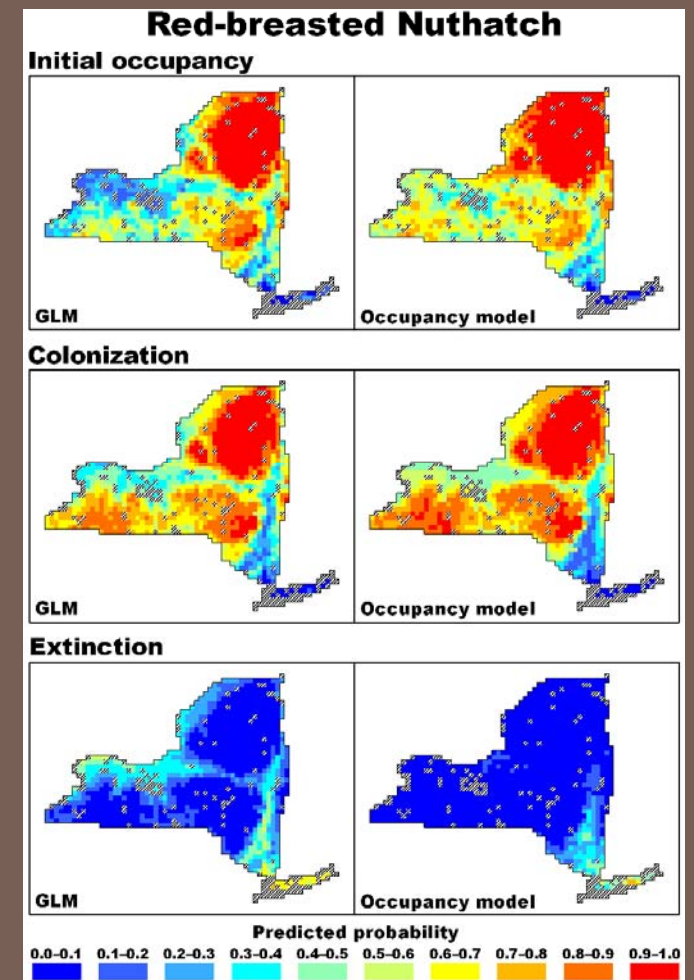 Red-breasted Nuthatch
Initial occupancy
GLM
Occupancy model
Colonization
GLM
Occupancy model
Extinction
GLM
Occupancy model
Predicted probability
0.0–0.1 0.1–0.2 0.2–0.3 0.3–0.4 0.4–0.5 0.5–0.6 0.6–0.7 0.7–0.8 0.8–0.9 0.9–1.0